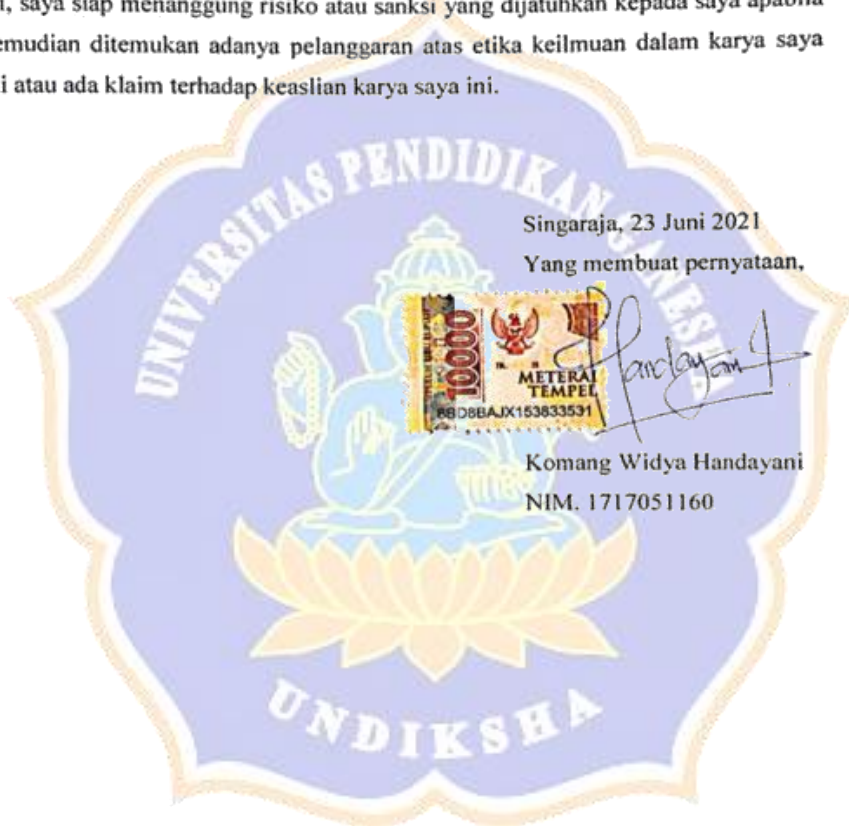 , saya siap menanggung risiko atau sanksi yang dijatuhkan kepada saya apabila
emudian ditemukan adanya pelanggaran atas etika keilmuan dalam karya saya
i atau ada klaim terhadap keaslian karya saya ini.
UNIVERSITAS PENDIDIKAN GANESHA
Singaraja, 23 Juni 2021
Yang membuat pernyataan,
10000
METERAI
TEMPEL
8BD8BAJX153833531
Handayani
Komang Widya Handayani
NIM. 1717051160
UNDIKSHA